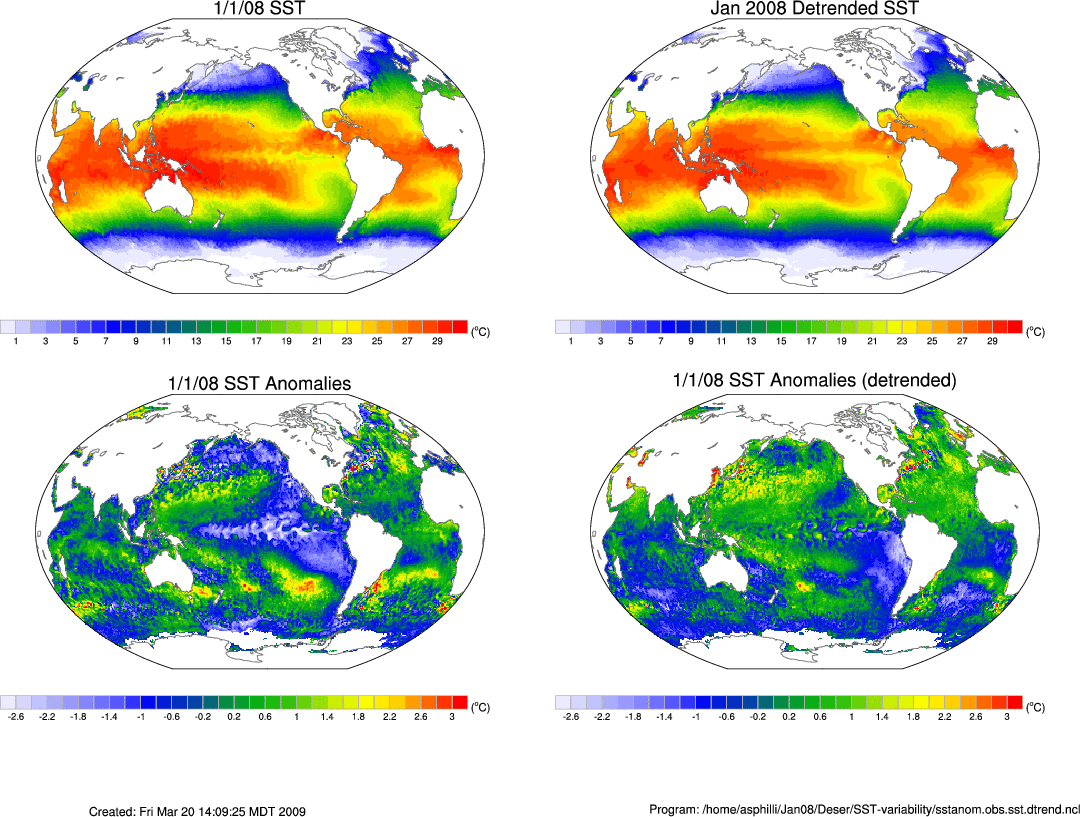 1/1/08 SST
Jan 2008 Detrended SST
1 3 5 7 9 11 13 15 17 19 21 23 25 27 29 (°C)
1 3 5 7 9 11 13 15 17 19 21 23 25 27 29 (°C)
1/1/08 SST Anomalies
1/1/08 SST Anomalies (detrended)
-2.6 -2.2 -1.8 -1.4 -1 -0.6 -0.2 0.2 0.6 1 1.4 1.8 2.2 2.6 3 (°C)
-2.6 -2.2 -1.8 -1.4 -1 -0.6 -0.2 0.2 0.6 1 1.4 1.8 2.2 2.6 3 (°C)
Created: Fri Mar 20 14:09:25 MDT 2009
Program: /home/asphilli/Jan08/Deser/SST-variability/sstanom.obs.sst.dtrend.ncl